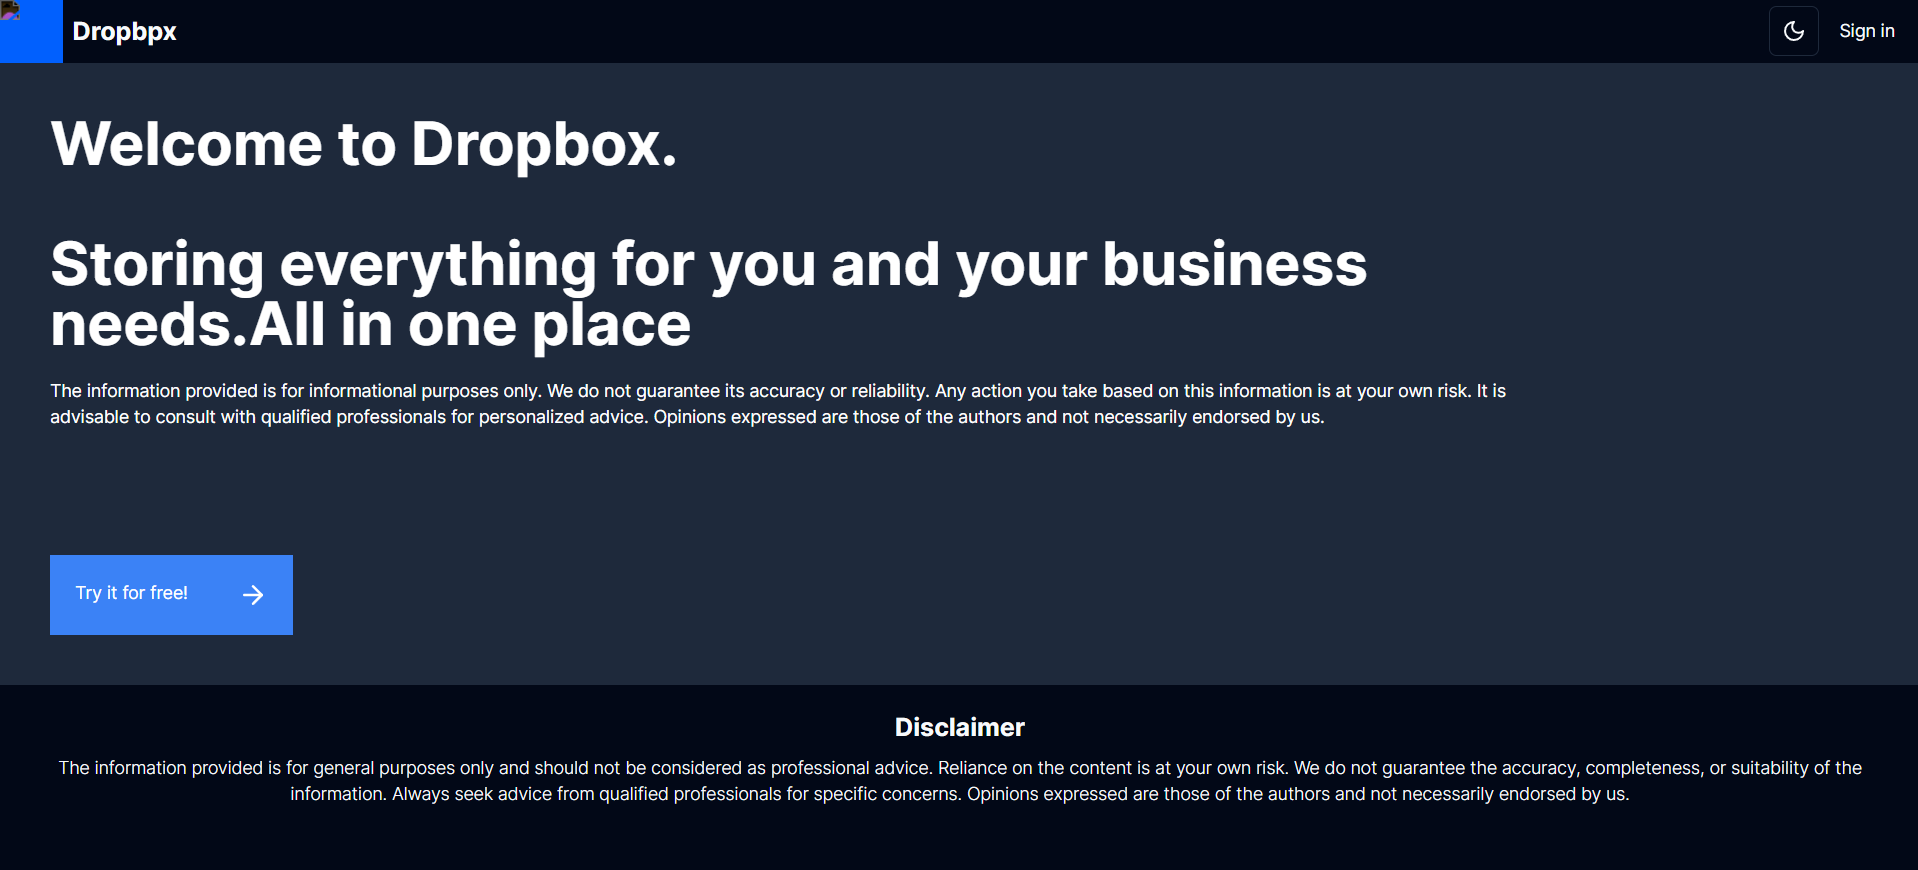 Dropbpx
Sign in
Welcome to Dropbox.
Storing everything for you and your business
needs.All in one place
The information provided is for informational purposes only. We do not guarantee its accuracy or reliability. Any action you take based on this information is at your own risk. It is
advisable to consult with qualified professionals for personalized advice. Opinions expressed are those of the authors and not necessarily endorsed by us.
Try it for free!
Disclaimer
The information provided is for general purposes only and should not be considered as professional advice. Reliance on the content is at your own risk. We do not guarantee the accuracy, completeness, or suitability of the
information. Always seek advice from qualified professionals for specific concerns. Opinions expressed are those of the authors and not necessarily endorsed by us.